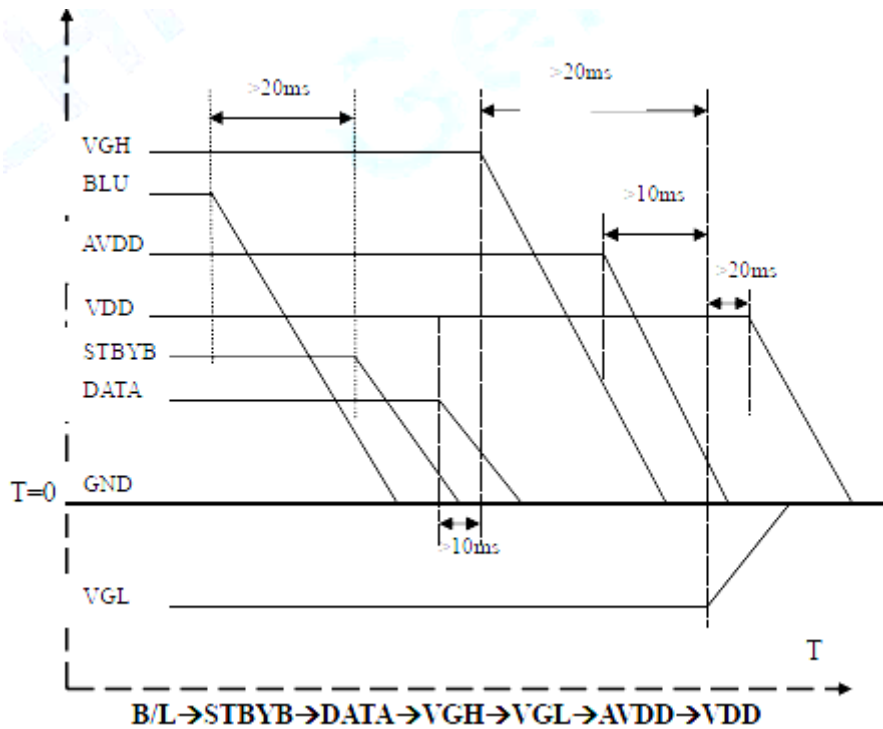 >20ms
>20ms
VGH
BLU
>10ms
AVDD
>20ms
VDD
STBYB
DATA
T=0
GND
>10ms
VGL
T
B/L→STBYB→DATA→VGH→VGL→AVDD→VDD